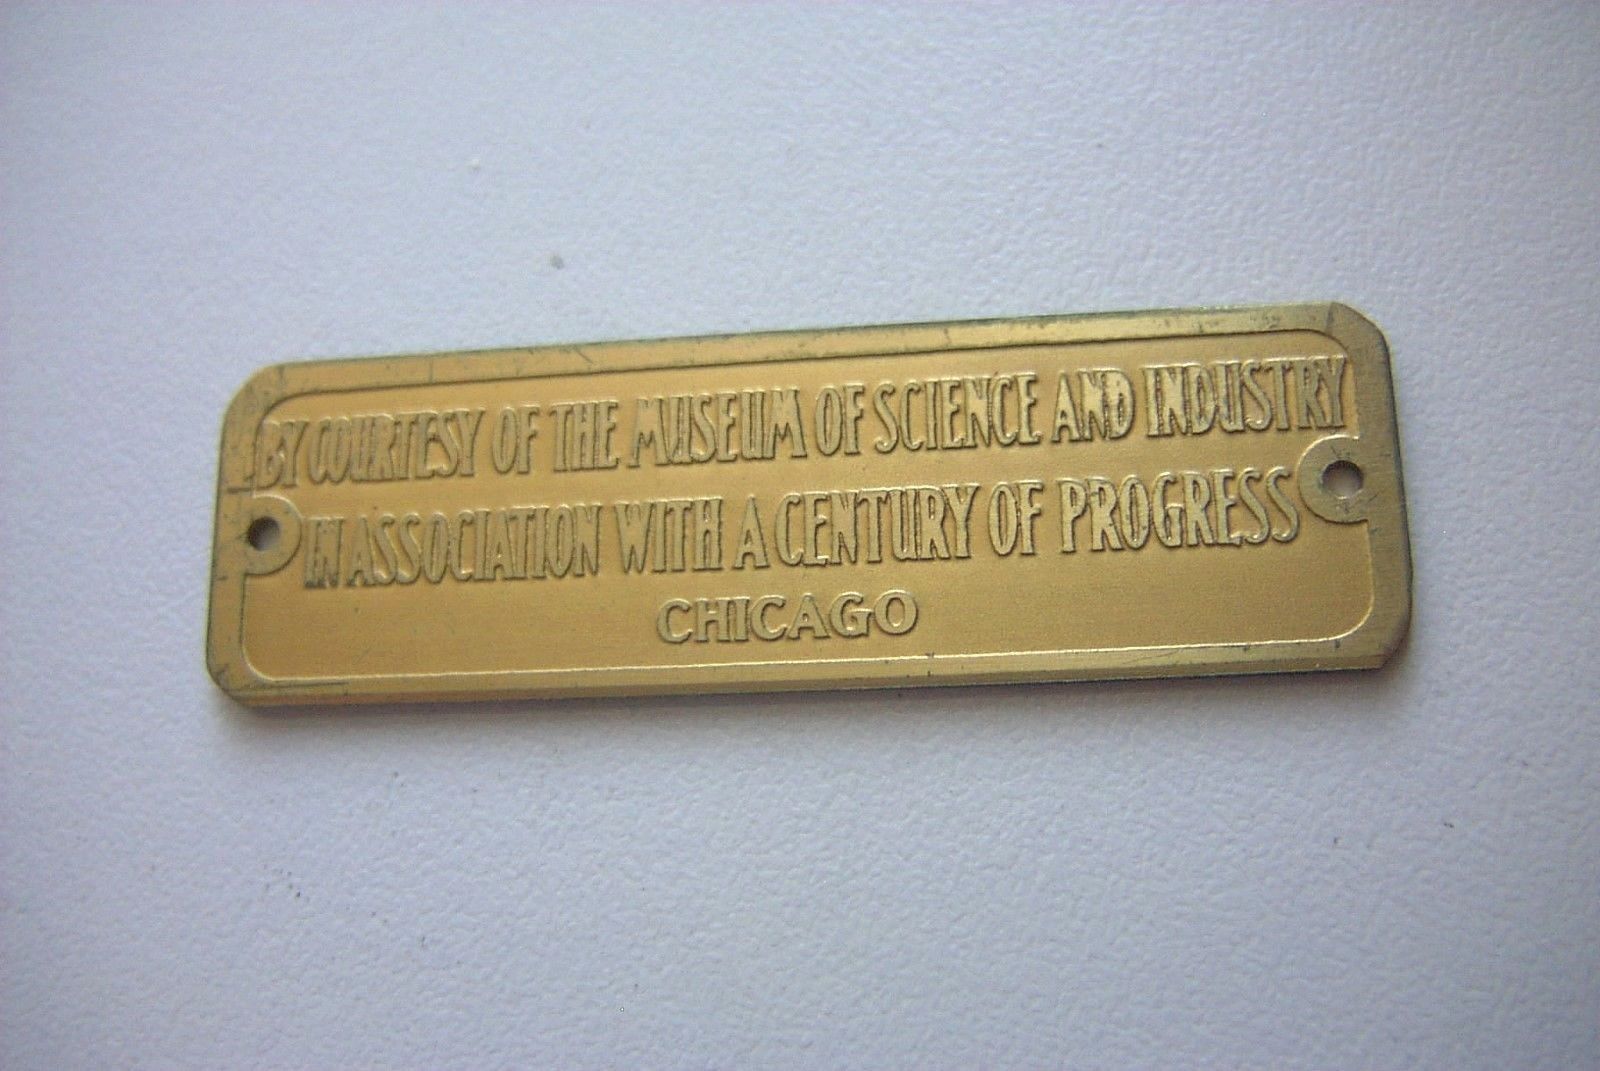 BY COURTESY OF THE MUSEUM OF SCIENCE AND INDUSTRY
IN ASSOCIATION WITH A CENTURY OF PROGRESS
CHICAGO